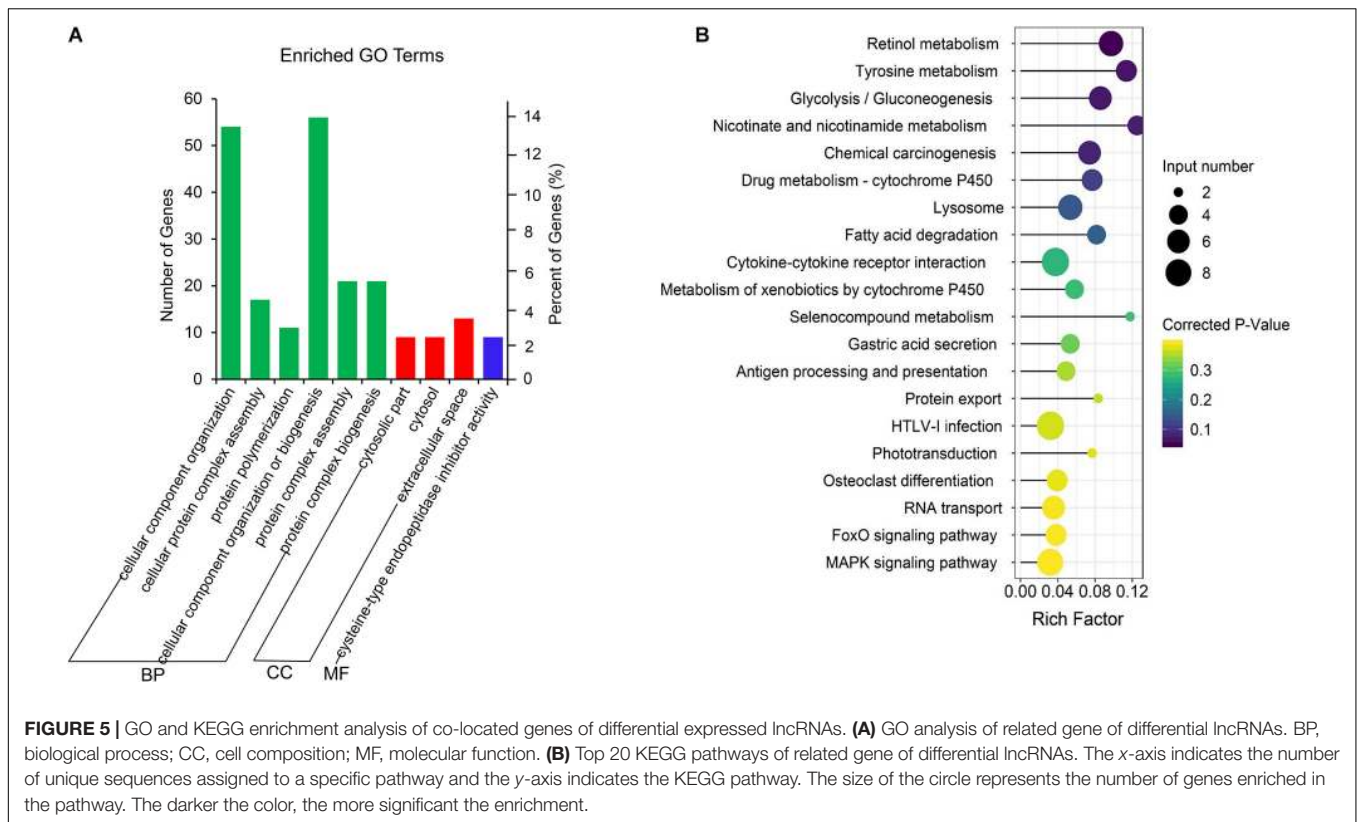 A
Enriched GO Terms
Number of Genes
60
50
40
30
20
10
0
Percent of Genes (%)
14
12
10
8
6
4
2
0
cellular component organization
cellular protein complex assembly
protein polymerization
cellular component organization or biogenesis
protein complex assembly
protein complex biogenesis
cytosolic part
cytosol
extracellular space
cysteine-type endopeptidase inhibitor activity
BP
CC
MF
B
Retinol metabolism
Tyrosine metabolism
Glycolysis / Gluconeogenesis
Nicotinate and nicotinamide metabolism
Chemical carcinogenesis
Drug metabolism - cytochrome P450
Lysosome
Fatty acid degradation
Cytokine-cytokine receptor interaction
Metabolism of xenobiotics by cytochrome P450
Selenocompound metabolism
Gastric acid secretion
Antigen processing and presentation
Protein export
HTLV-I infection
Phototransduction
Osteoclast differentiation
RNA transport
FoxO signaling pathway
MAPK signaling pathway
0.00 0.04 0.08 0.12
Rich Factor
Input number
2
4
6
8
Corrected P-Value
0.3
0.2
0.1
FIGURE 5 | GO and KEGG enrichment analysis of co-located genes of differential expressed lncRNAs. (A) GO analysis of related gene of differential lncRNAs. BP,
biological process; CC, cell composition; MF, molecular function. (B) Top 20 KEGG pathways of related gene of differential lncRNAs. The x-axis indicates the number
of unique sequences assigned to a specific pathway and the y-axis indicates the KEGG pathway. The size of the circle represents the number of genes enriched in
the pathway. The darker the color, the more significant the enrichment.